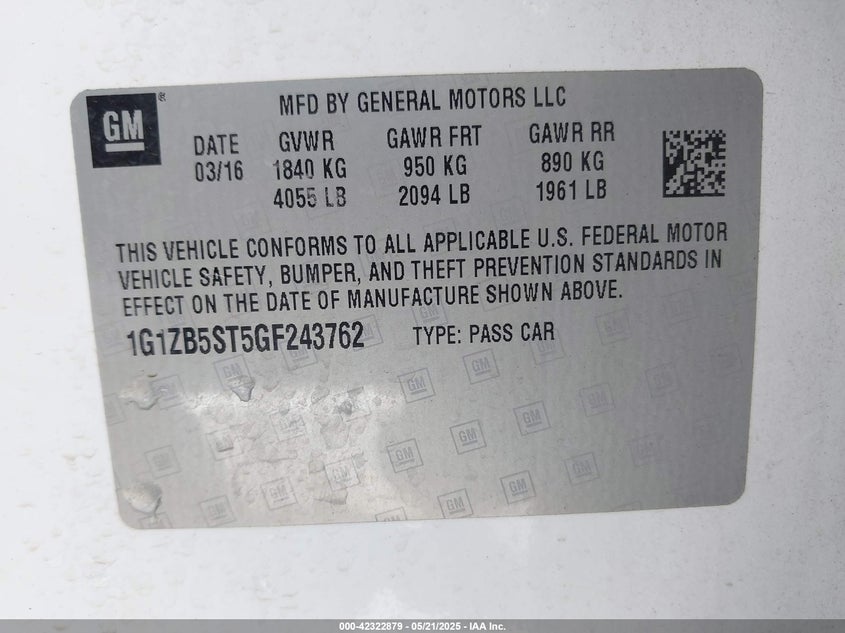 GM
MFD BY GENERAL MOTORS LLC
DATE GVWR GAWR FRT GAWR RR
03/16 1840 KG 950 KG 890 KG
4055 LB 2094 LB 1961 LB
THIS VEHICLE CONFORMS TO ALL APPLICABLE U.S. FEDERAL MOTOR
VEHICLE SAFETY, BUMPER, AND THEFT PREVENTION STANDARDS IN
EFFECT ON THE DATE OF MANUFACTURE SHOWN ABOVE.
1G1ZB5ST5GF243762 TYPE: PASS CAR
000-42322879 - 05/21/2025 - IAA Inc.